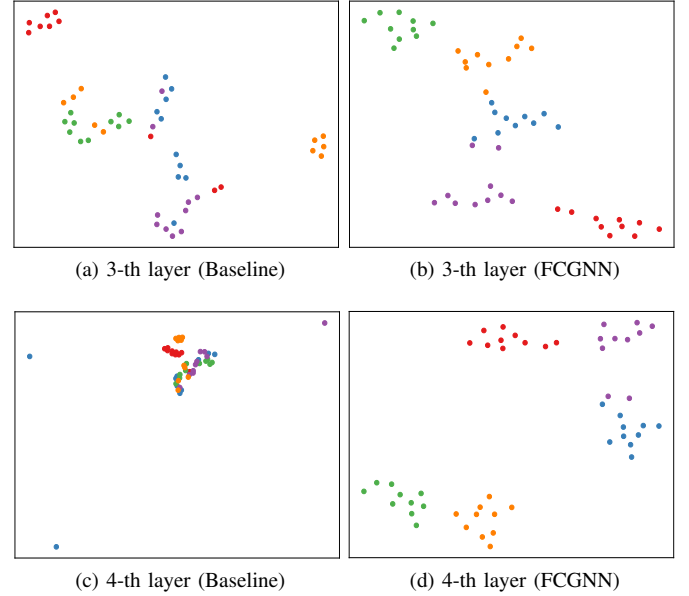 (a) 3-th layer (Baseline)
(b) 3-th layer (FCGNN)
(c) 4-th layer (Baseline)
(d) 4-th layer (FCGNN)